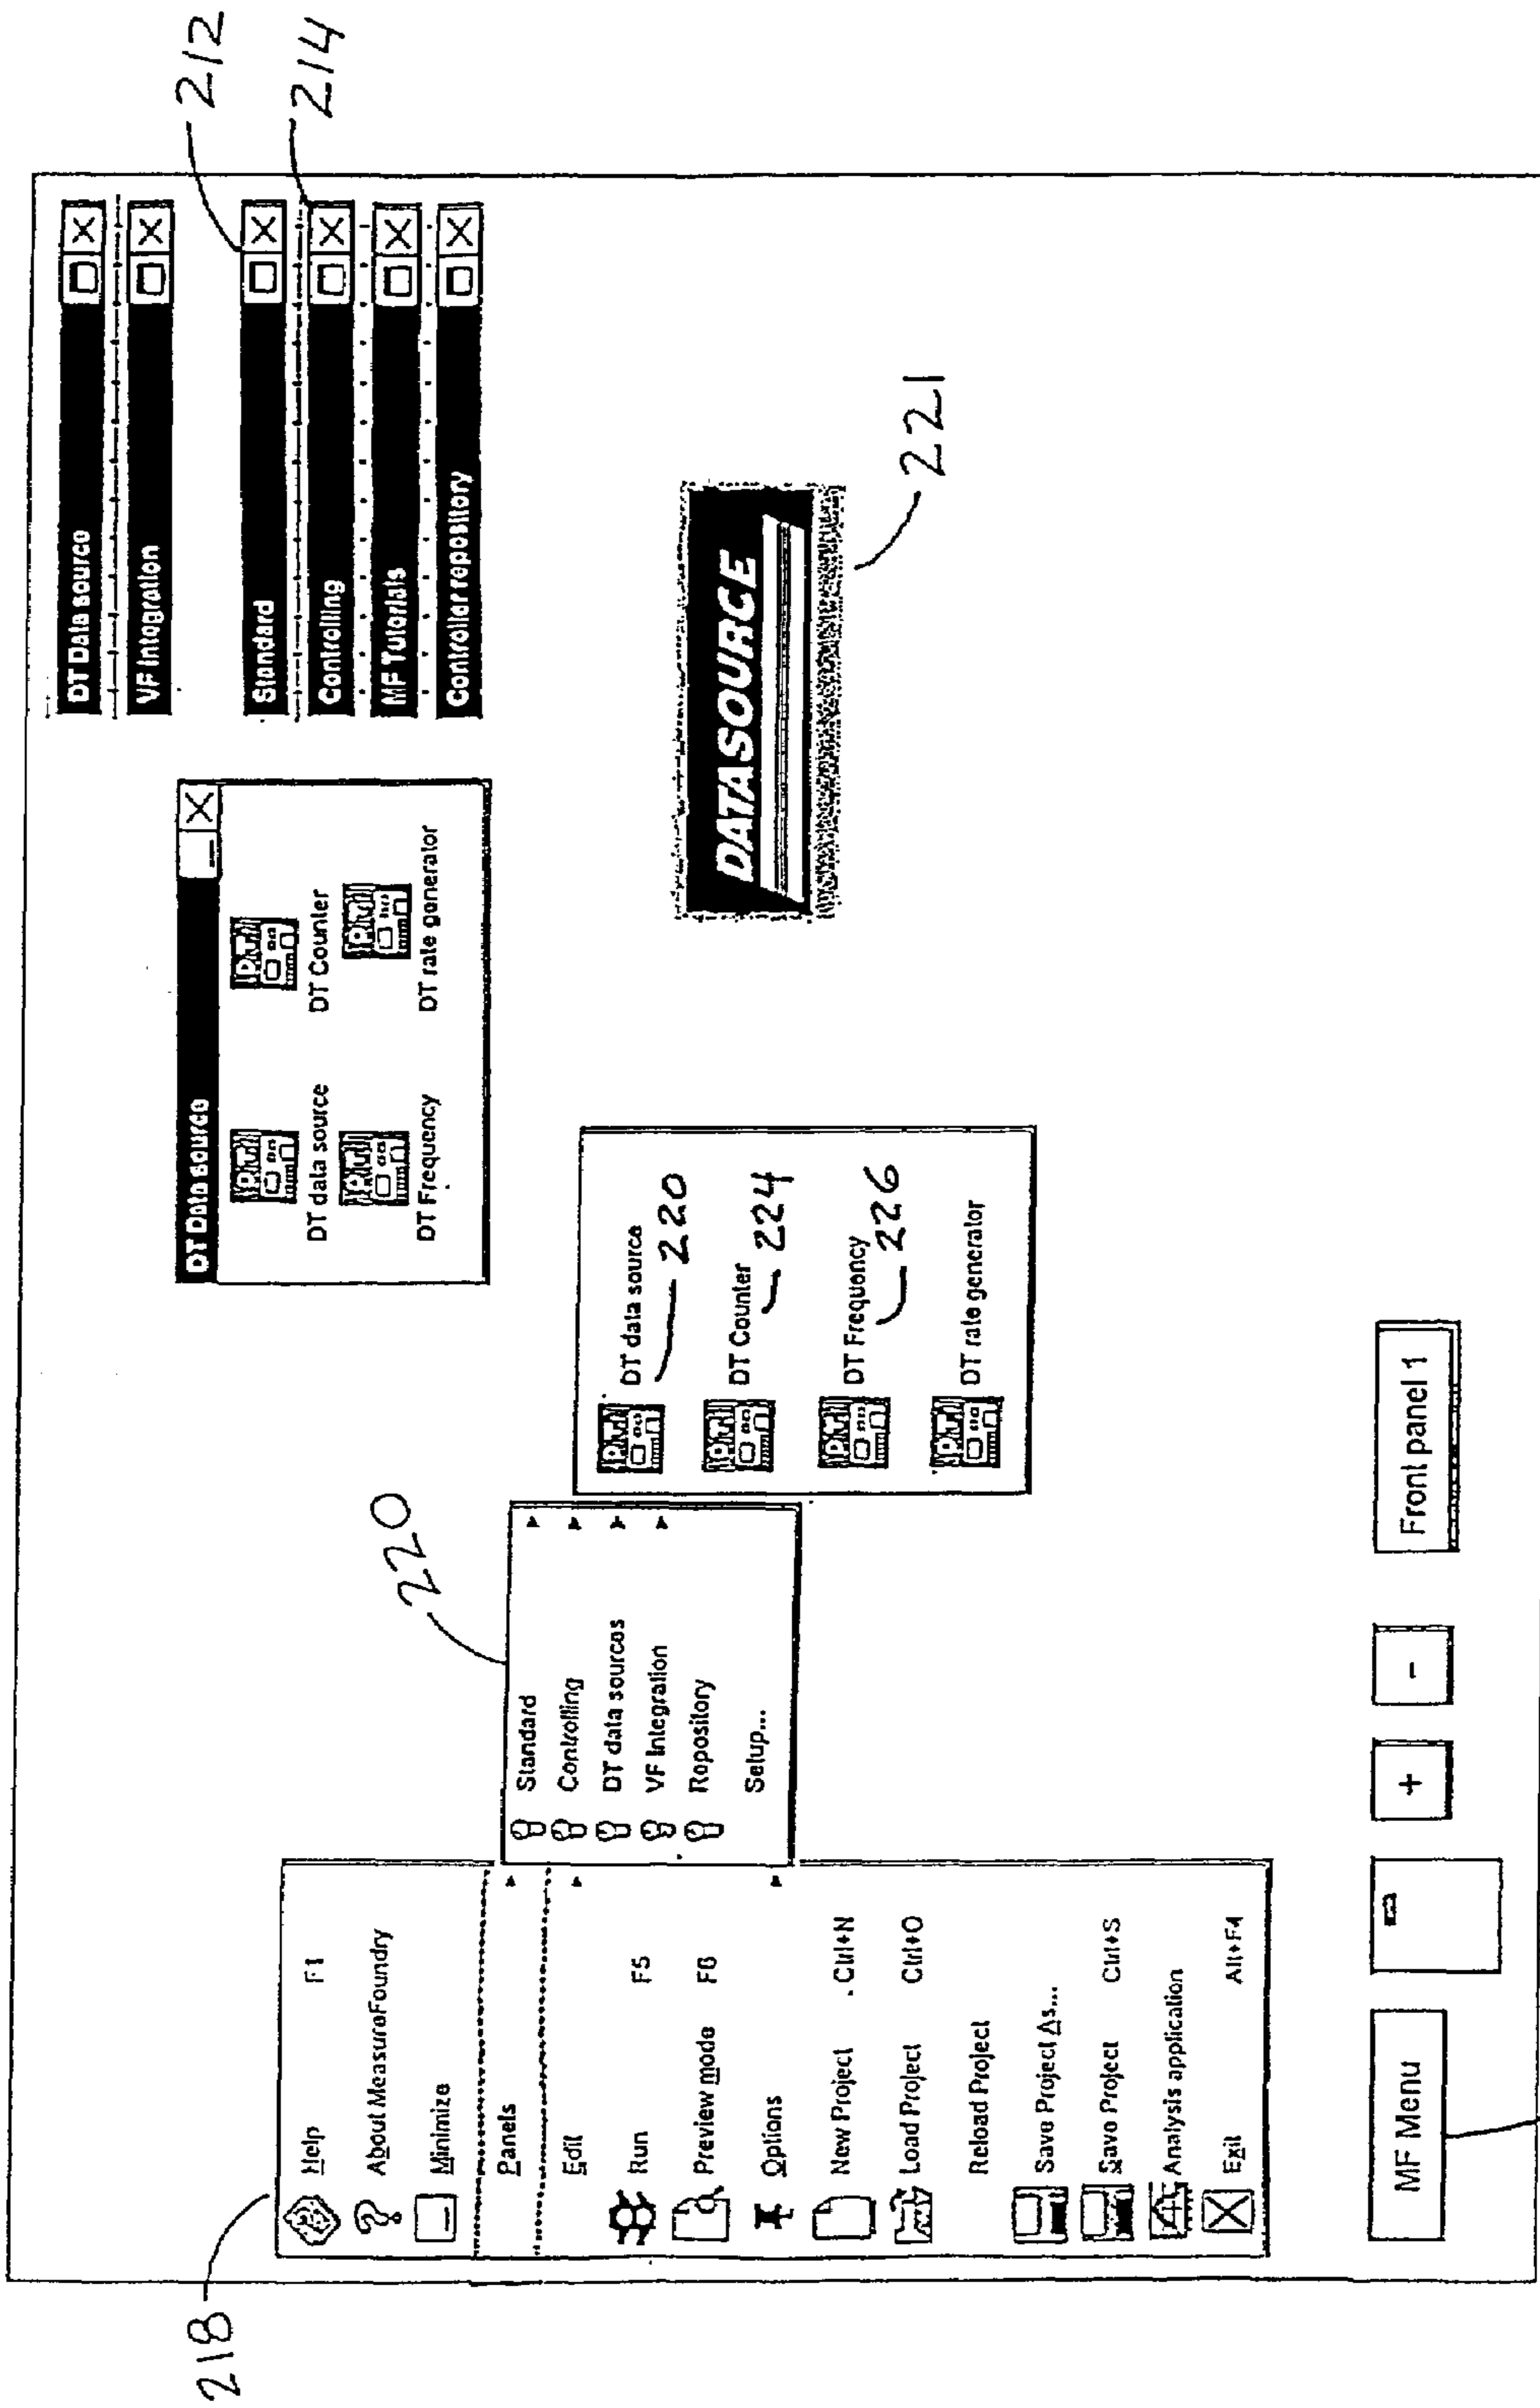 218
Help F1
About MeasureFoundry
Minimize
Panels
Edit
Run F5
Preview mode F6
Options
New Project Ctrl+N
Load Project Ctrl+O
Reload Project
Save Project As...
Save Project Ctrl+S
Analysis application
Exit Alt+F4
220
Standard
Controlling
DT data sources
VF Integration
Repository
Setup...
DT data source
220
DT Counter
224
DT Frequency
226
DT rate generator
DT Data source
DT data source
DT Counter
DT Frequency
DT rate generator
DT Data source
VF Integration
Standard
212
Controlling
214
MF Tutorials
Controller repository
DATASOURCE
221
MF Menu
+
-
Front panel 1